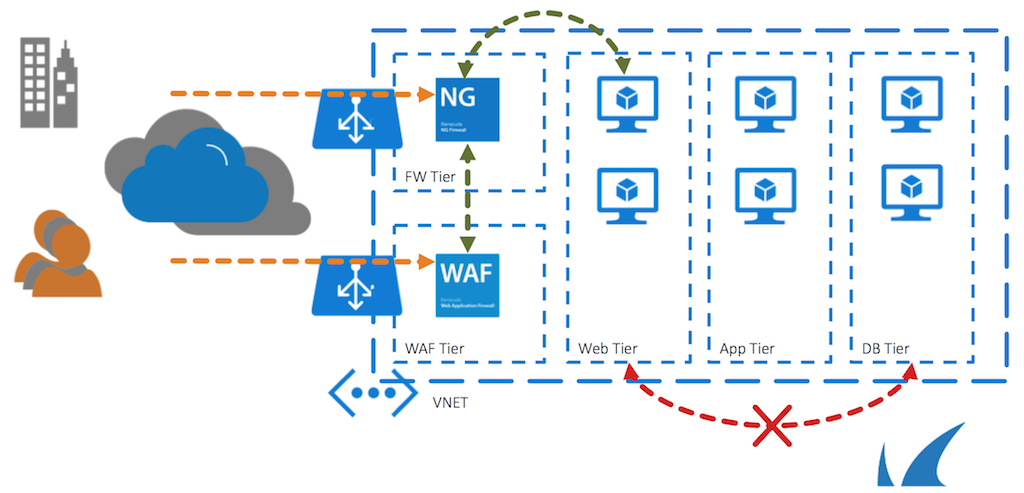 NG
Barracuda
NG Firewall
FW Tier
WAF
Barracuda
Web Application Firewall
WAF Tier
Web Tier
App Tier
DB Tier
VNET